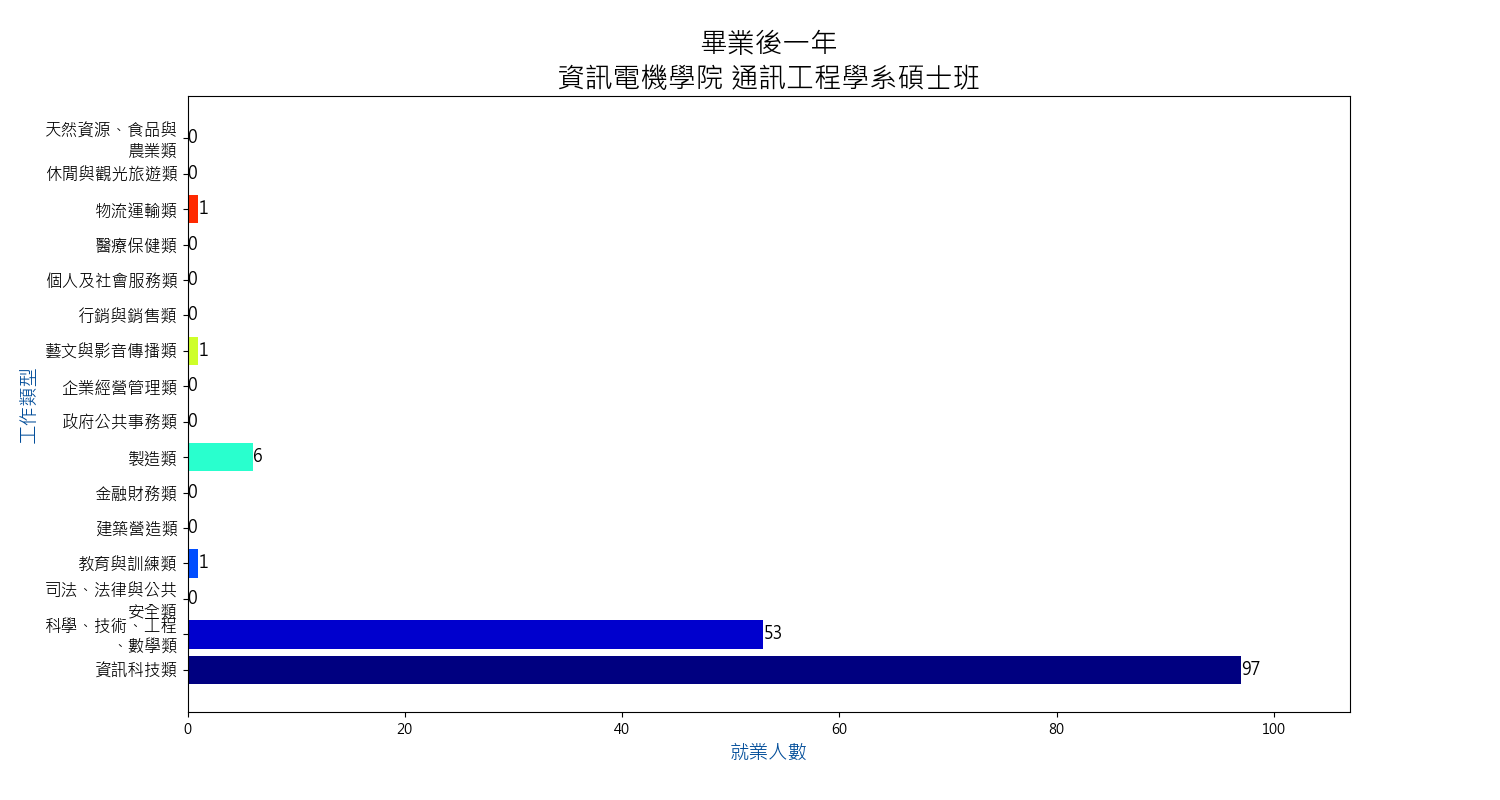 畢業後一年
資訊電機學院 通訊工程學系碩士班
天然資源、食品與
農業類
0
休閒與觀光旅遊類
0
物流運輸類
1
醫療保健類
0
個人及社會服務類
0
行銷與銷售類
0
藝文與影音傳播類
1
企業經營管理類
0
政府公共事務類
0
製造類
6
金融財務類
0
建築營造類
0
教育與訓練類
1
司法、法律與公共
安全類
0
科學、技術、工程
、數學類
53
資訊科技類
97
工作類型
0
20
40
60
80
100
就業人數